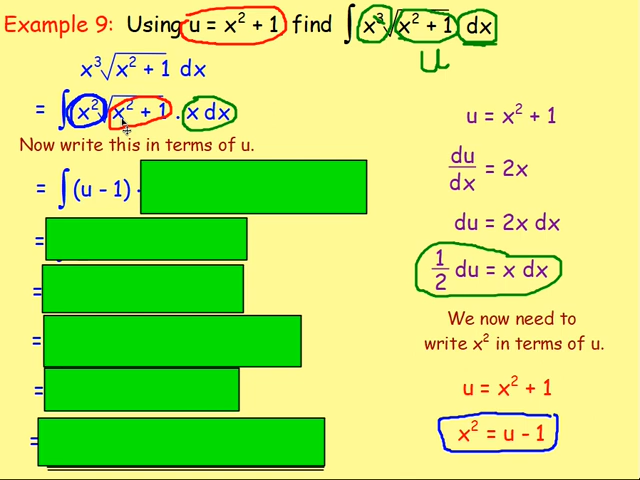 Example 9: Using u = x² + 1 find ∫ x³√(x² + 1) dx
u
x³√(x² + 1) dx
= ∫ x²√(x² + 1) . x dx
Now write this in terms of u.
= ∫ (u - 1)
=
=
=
=
=
u = x² + 1
du/dx = 2x
du = 2x dx
1/2 du = x dx
We now need to
write x² in terms of u.
u = x² + 1
x² = u - 1